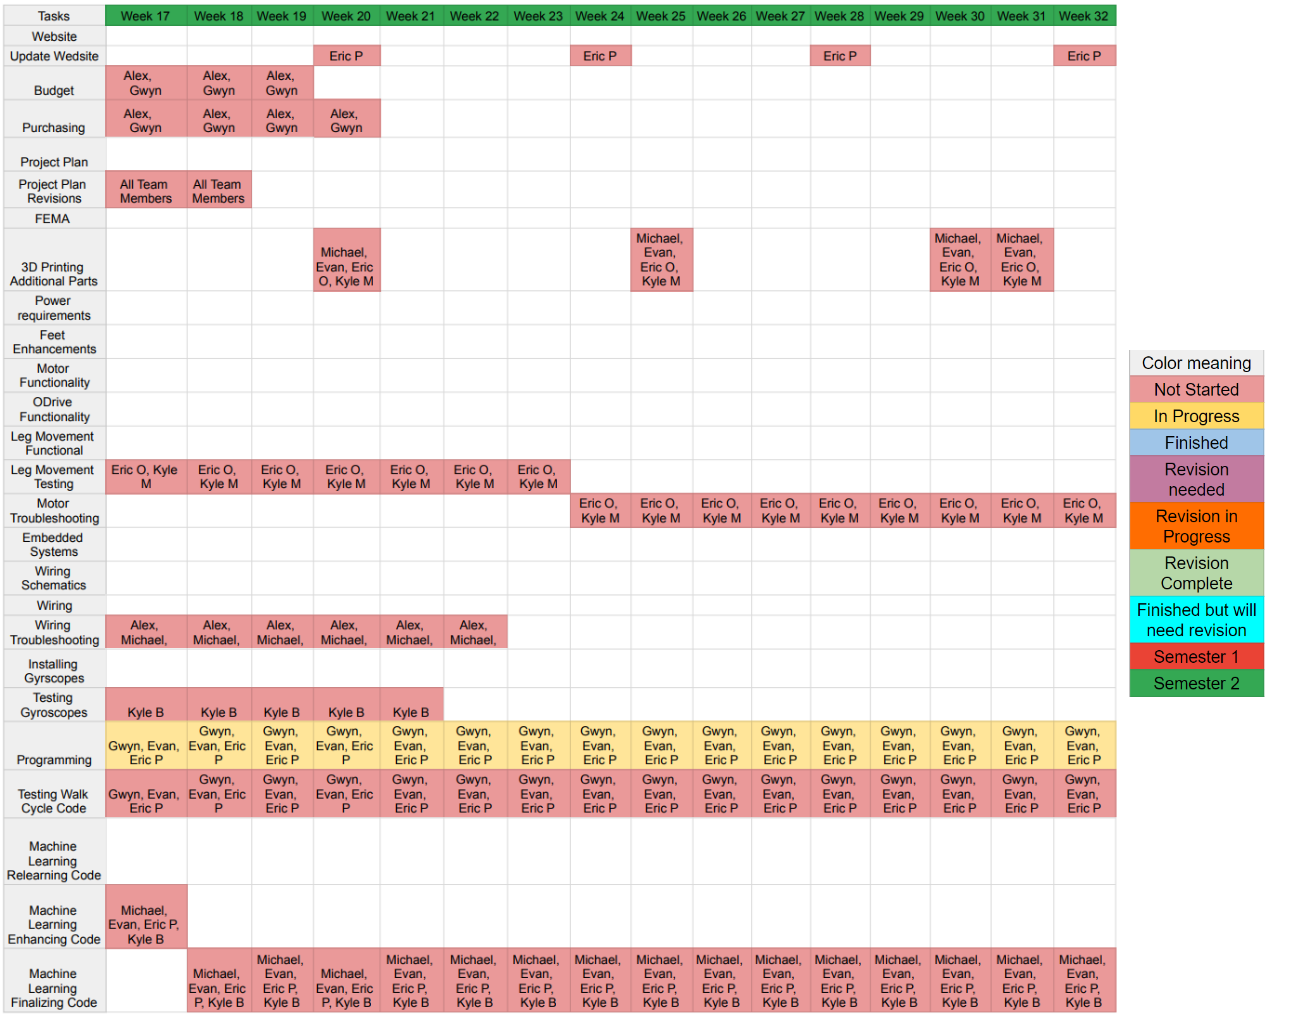 Tasks Week 17 Week 18 Week 19 Week 20 Week 21 Week 22 Week 23 Week 24 Week 25 Week 26 Week 27 Week 28 Week 29 Week 30 Week 31 Week 32
Website
Update Wedsite Eric P Eric P Eric P Eric P
Alex, Alex, Alex,
Budget Gwyn Gwyn Gwyn
Alex, Alex, Alex, Alex,
Purchasing Gwyn Gwyn Gwyn Gwyn
Project Plan
Project Plan All Team All Team
Revisions Members Members
FEMA
Michael, Michael, Michael,
Michael, Evan, Evan, Evan,
3D Printing Evan, Eric Eric O, Eric O, Eric O,
Additional Parts O, Kyle M Kyle M Kyle M Kyle M
Power
requirements
Feet
Enhancements
Motor
Functionality
ODrive
Functionality
Leg Movement
Functional
Leg Movement Eric O, Kyle Eric O, Eric O, Eric O, Eric O, Eric O, Eric O,
Testing M Kyle M Kyle M Kyle M Kyle M Kyle M Kyle M
Motor Eric O, Eric O, Eric O, Eric O, Eric O, Eric O, Eric O, Eric O, Eric O,
Troubleshooting Kyle M Kyle M Kyle M Kyle M Kyle M Kyle M Kyle M Kyle M Kyle M
Embedded
Systems
Wiring
Schematics
Wiring
Wiring Alex, Alex, Alex, Alex, Alex, Alex,
Troubleshooting Michael, Michael, Michael, Michael, Michael, Michael,
Installing
Gyrscopes
Testing
Gyroscopes Kyle B Kyle B Kyle B Kyle B Kyle B
Gwyn, Gwyn, Gwyn, Gwyn, Gwyn, Gwyn, Gwyn, Gwyn, Gwyn, Gwyn, Gwyn, Gwyn, Gwyn, Gwyn, Gwyn,
Gwyn, Evan, Evan, Eric Evan, Evan, Eric Evan, Evan, Evan, Evan, Evan, Evan, Evan, Evan, Evan, Evan, Evan, Evan,
Programming Eric P P Eric P P Eric P Eric P Eric P Eric P Eric P Eric P Eric P Eric P Eric P Eric P Eric P Eric P
Gwyn, Gwyn, Gwyn, Gwyn, Gwyn, Gwyn, Gwyn, Gwyn, Gwyn, Gwyn, Gwyn, Gwyn, Gwyn, Gwyn, Gwyn,
Testing Walk Gwyn, Evan, Evan, Eric Evan, Evan, Eric Evan, Evan, Evan, Evan, Evan, Evan, Evan, Evan, Evan, Evan, Evan, Evan,
Cycle Code Eric P P Eric P P Eric P Eric P Eric P Eric P Eric P Eric P Eric P Eric P Eric P Eric P Eric P Eric P
Machine
Learning
Relearning Code
Machine Michael,
Learning Evan, Eric P,
Enhancing Code Kyle B
Michael, Michael, Michael, Michael, Michael, Michael, Michael, Michael, Michael, Michael, Michael, Michael, Michael,
Machine Michael, Evan, Michael, Evan, Evan, Evan, Evan, Evan, Evan, Evan, Evan, Evan, Evan, Evan, Evan,
Learning Evan, Eric Eric P, Evan, Eric Eric P, Eric P, Eric P, Eric P, Eric P, Eric P, Eric P, Eric P, Eric P, Eric P, Eric P, Eric P,
Finalizing Code P, Kyle B Kyle B P, Kyle B Kyle B Kyle B Kyle B Kyle B Kyle B Kyle B Kyle B Kyle B Kyle B Kyle B Kyle B Kyle B
Color meaning
Not Started
In Progress
Finished
Revision
needed
Revision in
Progress
Revision
Complete
Finished but will
need revision
Semester 1
Semester 2